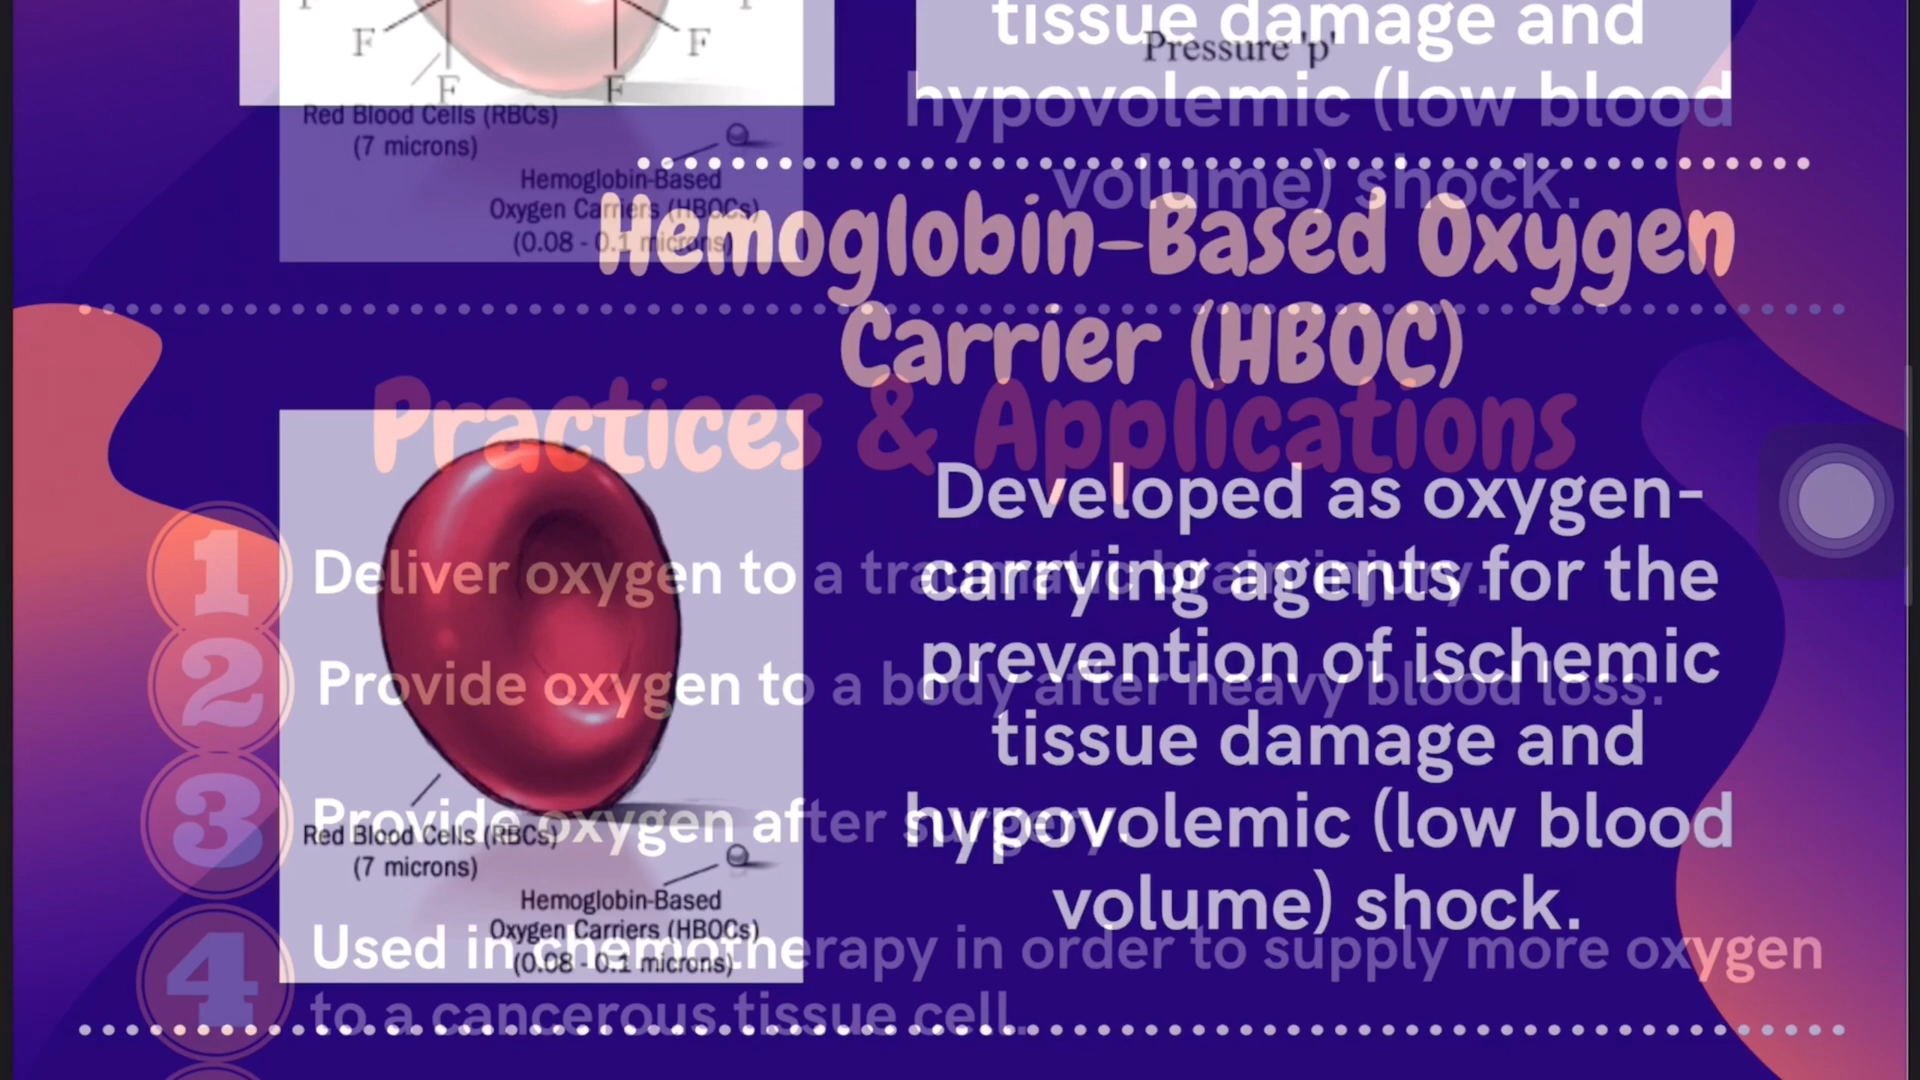 F
F
F
F
tissue damage and
Pressure 'p'
hypovolemic (low blood
volume) shock.
Red Blood Cells (RBCs)
(7 microns)
Hemoglobin-Based
Oxygen Carriers (HBOCs)
(0.08 - 0.1 microns)
Hemoglobin-Based Oxygen
Carrier (HBOC)
Practices & Applications
Developed as oxygen-
carrying agents for the
prevention of ischemic
tissue damage and
hypovolemic (low blood
volume) shock.
1
Deliver oxygen to a traumatic brain injury.
2
Provide oxygen to a body after heavy blood loss.
3
Provide oxygen after surgery.
Red Blood Cells (RBCs)
(7 microns)
Hemoglobin-Based
Oxygen Carriers (HBOCs)
(0.08 - 0.1 microns)
4
Used in chemotherapy in order to supply more oxygen
to a cancerous tissue cell.